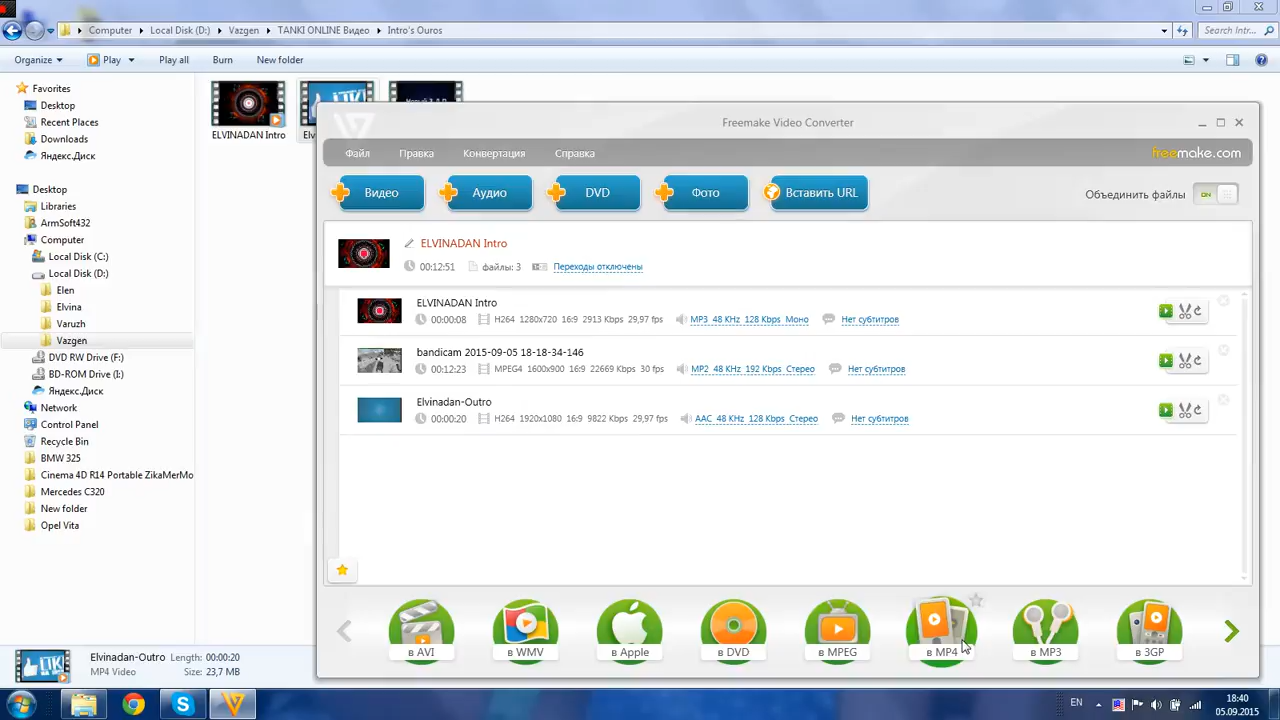 Computer Local Disk (D:) Vazgen TANKI ONLINE Видео Intro's Ouros
Search Intr...
Organize Play Play all Burn New folder
Favorites
Desktop
Recent Places
Downloads
Яндекс.Диск
Desktop
Libraries
ArmSoft432
Computer
Local Disk (C:)
Local Disk (D:)
Elen
Elvina
Varuzh
Vazgen
DVD RW Drive (F:)
BD-ROM Drive (I:)
Яндекс.Диск
Network
Control Panel
Recycle Bin
BMW 325
Cinema 4D R14 Portable ZikaMerMo
Mercedes C320
New folder
Opel Vita
ELVINADAN Intro
Elv
Freemake Video Converter
Файл Правка Конвертация Справка
freemake.com
Видео Аудио DVD Фото Вставить URL
Объединить файлы ON
ELVINADAN Intro
00:12:51 файлы: 3 Переходы отключены
ELVINADAN Intro
00:00:08 H264 1280x720 16:9 2913 Kbps 29,97 fps MP3 48 KHz 128 Kbps Моно Нет субтитров
bandicam 2015-09-05 18-18-34-146
00:12:23 MPEG4 1600x900 16:9 22669 Kbps 30 fps MP2 48 KHz 192 Kbps Стерео Нет субтитров
Elvinadan-Outro
00:00:20 H264 1920x1080 16:9 9822 Kbps 29,97 fps AAC 48 KHz 128 Kbps Стерео Нет субтитров
в AVI в WMV в Apple в DVD в MPEG в MP4 в MP3 в 3GP
Elvinadan-Outro Length: 00:00:20
MP4 Video Size: 23,7 MB
EN
18:40
05.09.2015